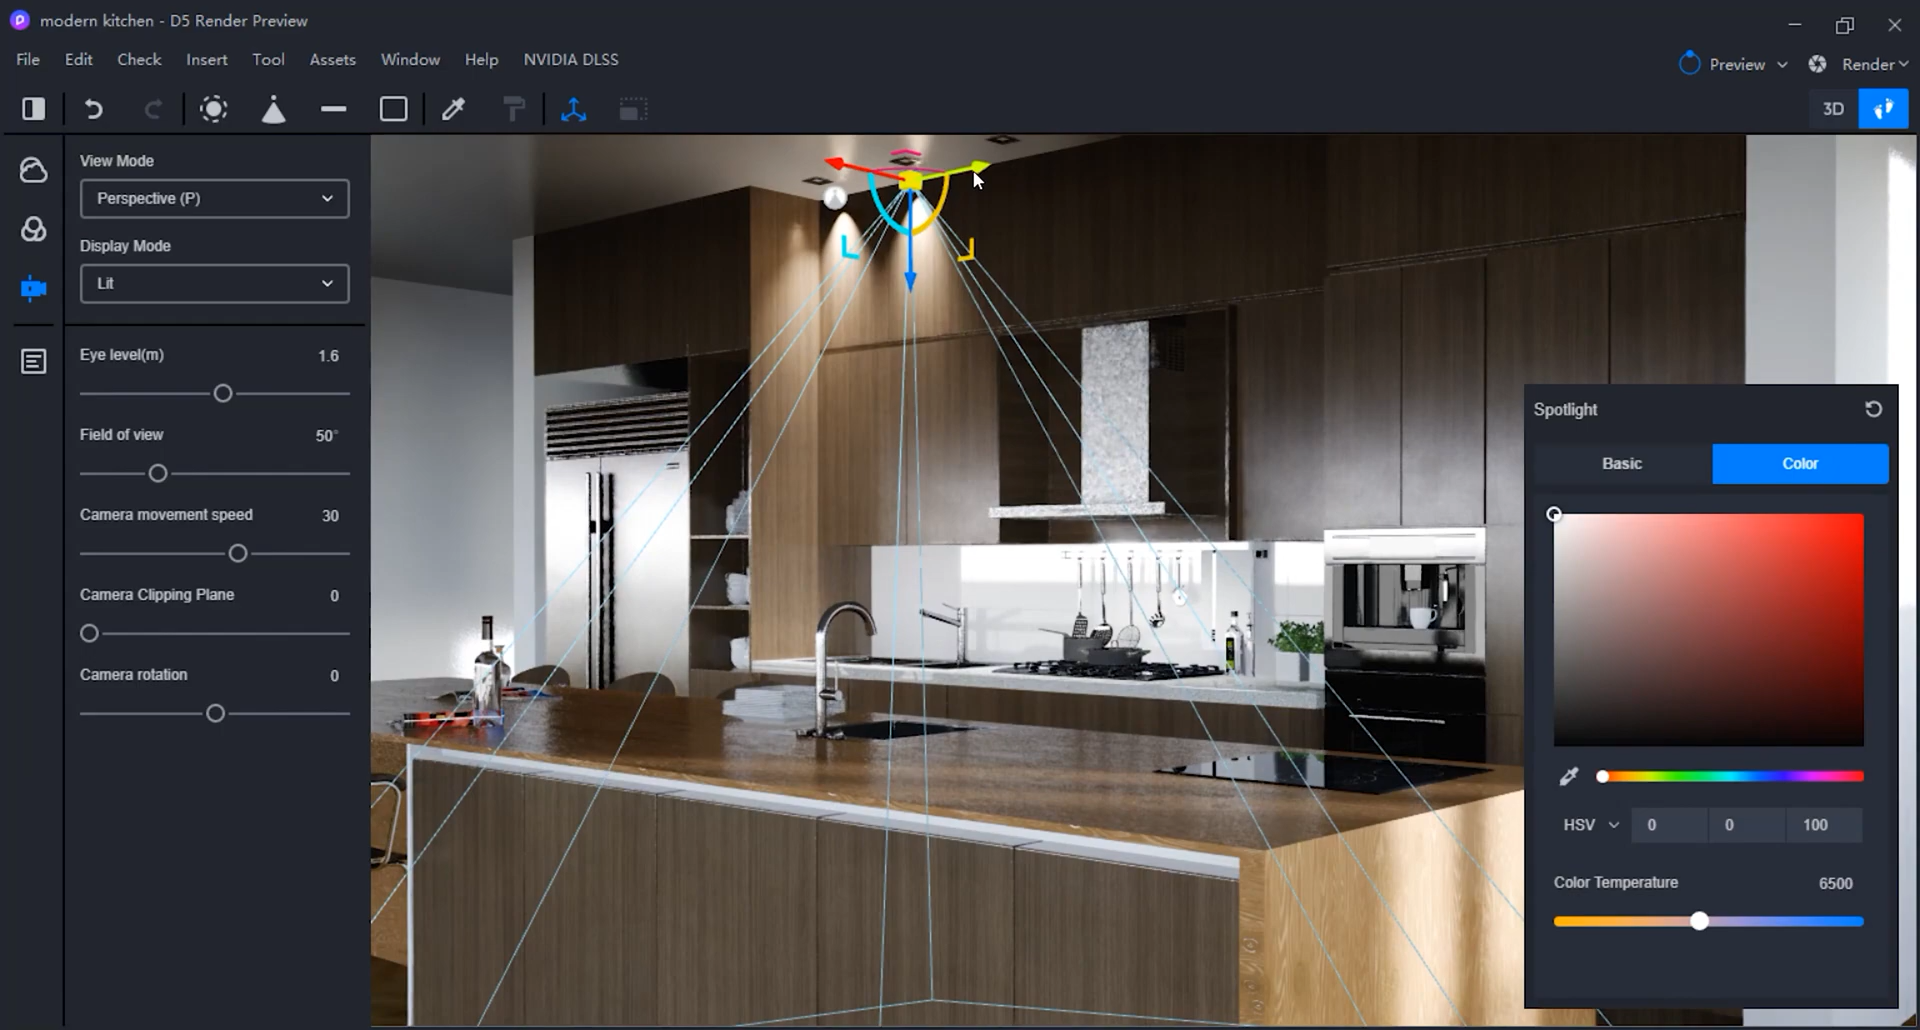 modern kitchen - D5 Render Preview
File Edit Check Insert Tool Assets Window Help NVIDIA DLSS
Preview Render
3D
View Mode
Perspective (P)
Display Mode
Lit
Eye level(m) 1.6
Field of view 50°
Camera movement speed 30
Camera Clipping Plane 0
Camera rotation 0
Spotlight
Basic Color
HSV 0 0 100
Color Temperature 6500